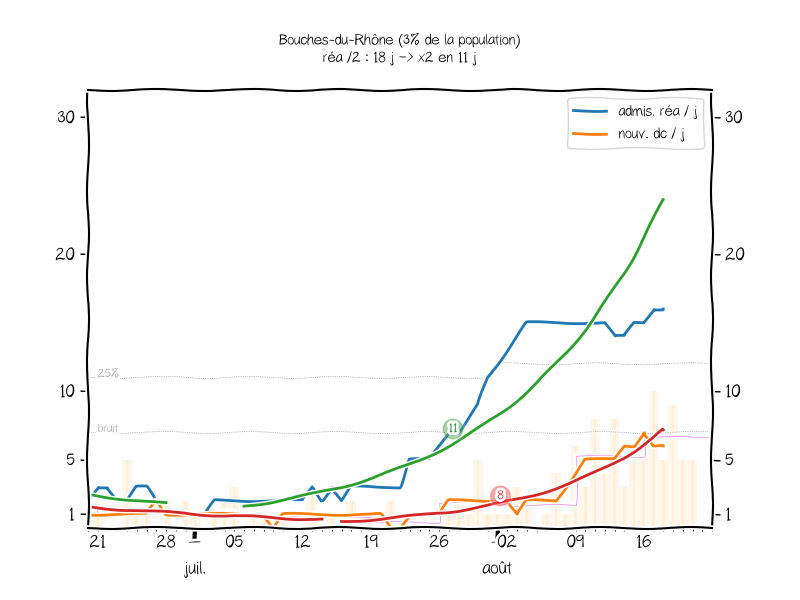 Bouches-du-Rhône (3% de la population)
réa /2 : 18 j -> x2 en 11 j
admis. réa / j
nouv. dc / j
30
30
20
20
25%
10
10
bruit
11
5
5
8
1
1
21 28 05 12 19 26 02 09 16
juil. août